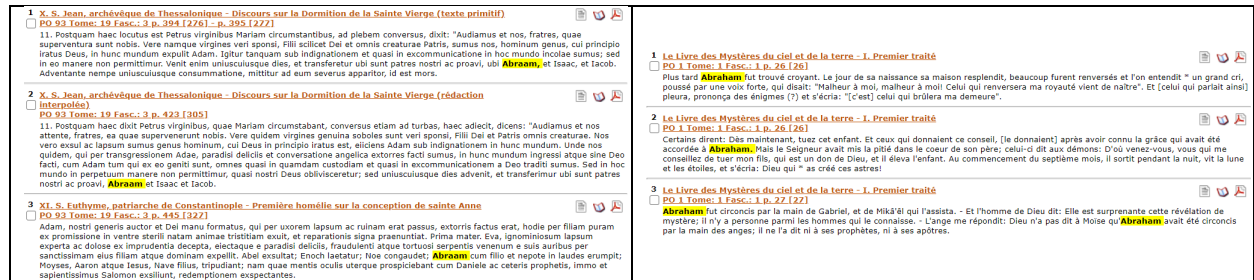 1 X. S. Jean, archévêque de Thessalonique - Discours sur la Dormition de la Sainte Vierge (texte primitif)
PO 93 Tome: 19 Fasc.: 3 p. 394 [276] - p. 395 [277]
11. Postquam haec locutus est Petrus virginibus Mariam circumstantibus, ad plebem conversus, dixit: "Audiamus et nos, fratres, quae
superventura sunt nobis. Vere namque virgines veri sponsi, Filii scilicet Dei et omnis creaturae Patris, sumus nos, hominum genus, cui principio
iratus Deus, in hunc mundum expulit Adam. Igitur tanquam sub indignationem et quasi in excommunicatione in hoc mundo incolae sumus; sed
in eo manere non permittimur. Venit enim uniuscuiusque dies, et transferetur ubi sunt patres nostri ac proavi, ubi Abraam, et Isaac, et Iacob.
Adventante nempe uniuscuiusque consummatione, mittitur ad eum severus apparitor, id est mors.
2 X. S. Jean, archévêque de Thessalonique - Discours sur la Dormition de la Sainte Vierge (rédaction
interpolée)
PO 93 Tome: 19 Fasc.: 3 p. 423 [305]
11. Postquam haec dixit Petrus virginibus, quae Mariam circumstabant, conversus etiam ad turbas, haec adiecit, dicens: "Audiamus et nos
attente, fratres, ea quae supervenerunt nobis. Vere quidem virgines genuina soboles sunt veri sponsi, Filii Dei et Patris omnis creaturae. Nos
vero exsul ac lapsum sumus genus hominum, cui Deus in principio iratus est, eiiciens Adam sub indignationem in hunc mundum. Unde nos
quidem, qui per transgressionem Adae, paradisi deliciis et conversatione angelica extorres facti sumus, in hunc mundum ingressi atque sine Deo
facti, cum Adam tum qui ex eo geniti sunt, omnes quasi in quamdam custodiam et quasi in excommunicationem a Deo traditi sumus. Sed in hoc
mundo in perpetuum manere non permittimur, quasi nostri Deus obliviscretur; sed uniuscuiusque dies advenit, et transferimur ubi sunt patres
nostri ac proavi, Abraam et Isaac et Iacob.
3 XI. S. Euthyme, patriarche de Constantinople - Première homélie sur la conception de sainte Anne
PO 93 Tome: 19 Fasc.: 3 p. 445 [327]
Adam, nostri generis auctor et Dei manu formatus, qui per uxorem lapsum ac ruinam erat passus, extorris factus erat, hodie per filiam puram
ex promissione in ventre sterili natam animae tristitiam exuit, et reparationis signa praenuntiat. Prima mater. Eva, ignominiosum lapsum
experta ac dolose ex imprudentia decepta, eiectaque e paradisi deliciis, fraudulenti atque tortuosi serpentis venenum e suis auribus per
sanctissimam eius filiam atque dominam expellit. Abel exsultat; Enoch laetatur; Noe congaudet; Abraam cum filio et nepote in laudes erumpit;
Moyses, Aaron atque Iesus, Nave filius, tripudiant; nam quae mentis oculis uterque prospiciebant cum Daniele ac ceteris prophetis, immo et
sapientissimus Salomon exsiliunt, redemptionem exspectantes.
1 Le Livre des Mystères du ciel et de la terre - I. Premier traité
PO 1 Tome: 1 Fasc.: 1 p. 26 [26]
Plus tard Abraham fut trouvé croyant. Le jour de sa naissance sa maison resplendit, beaucoup furent renversés et l'on entendit " un grand cri,
poussé par une voix forte, qui disait: "Malheur à moi, malheur à moi! Celui qui renversera ma royauté vient de naître". Et [celui qui parlait ainsi]
pleura, prononça des énigmes (?) et s'écria: "[c'est] celui qui brûlera ma demeure".
2 Le Livre des Mystères du ciel et de la terre - I. Premier traité
PO 1 Tome: 1 Fasc.: 1 p. 26 [26]
Certains dirent: Dès maintenant, tuez cet enfant. Et ceux qui donnaient ce conseil, [le donnaient] après avoir connu la grâce qui avait été
accordée à Abraham. Mais le Seigneur avait mis la pitié dans le coeur de son père; celui-ci dit aux démons: D'où venez-vous, vous qui me
conseillez de tuer mon fils, qui est un don de Dieu, et il éleva l'enfant. Au commencement du septième mois, il sortit pendant la nuit, vit la lune
et les étoiles, et s'écria: Dieu qui " as créé ces astres!
3 Le Livre des Mystères du ciel et de la terre - I. Premier traité
PO 1 Tome: 1 Fasc.: 1 p. 27 [27]
Abraham fut circoncis par la main de Gabriel, et de Mikâ'êl qui l'assista. - Et l'homme de Dieu dit: Elle est surprenante cette révélation de
mystère; il n'y a personne parmi les hommes qui le connaisse. - L'ange me répondit: Dieu n'a pas dit à Moïse qu'Abraham avait été circoncis
par la main des anges; il ne l'a dit ni à ses prophètes, ni à ses apôtres.